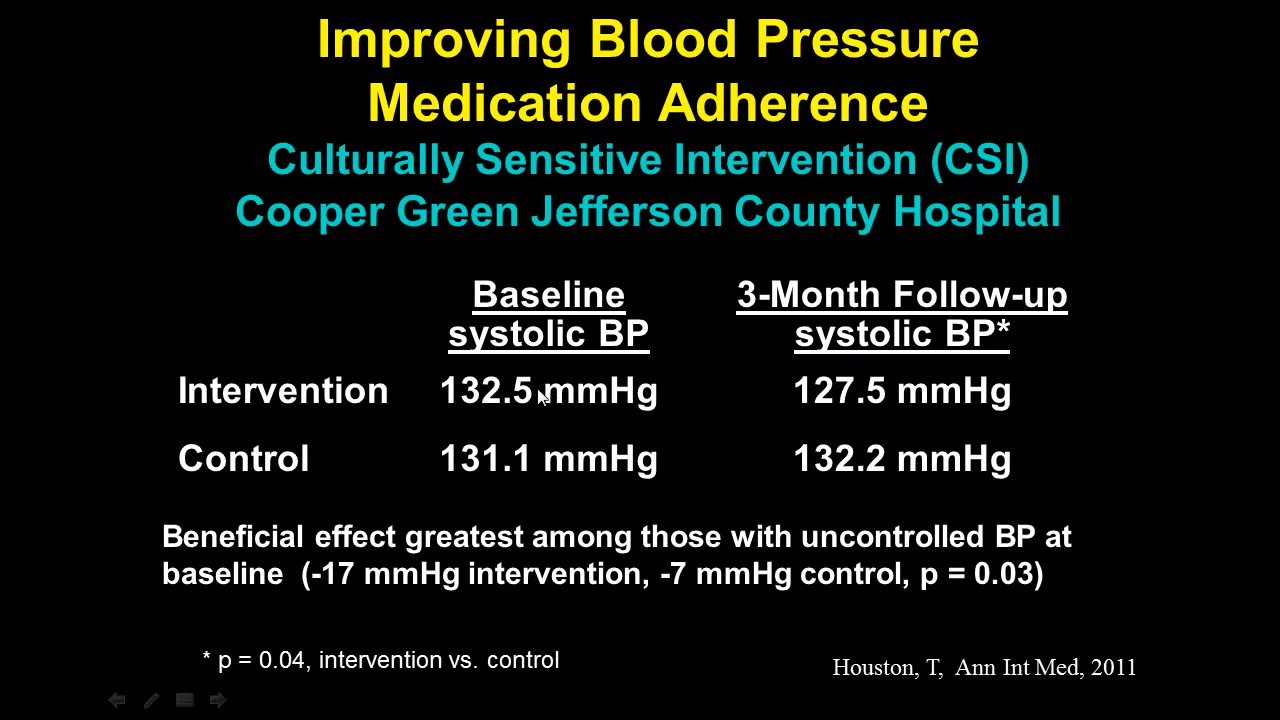 Improving Blood Pressure
Medication Adherence
Culturally Sensitive Intervention (CSI)
Cooper Green Jefferson County Hospital
Baseline 3-Month Follow-up
systolic BP systolic BP*
Intervention 132.5 mmHg 127.5 mmHg
Control 131.1 mmHg 132.2 mmHg
Beneficial effect greatest among those with uncontrolled BP at
baseline (-17 mmHg intervention, -7 mmHg control, p = 0.03)
* p = 0.04, intervention vs. control
Houston, T, Ann Int Med, 2011